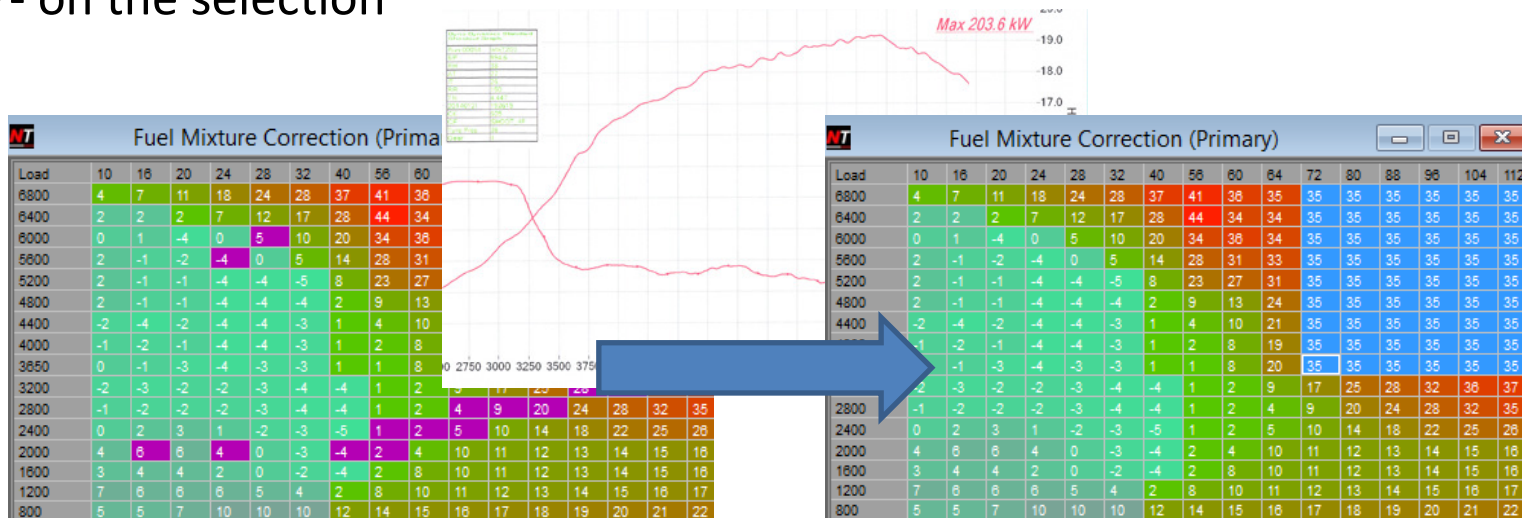 - on the selection
Max 203.6 kW
-19.0
-18.0
-17.0
2750 3000 3250 3500
NT Fuel Mixture Correction (Prima
Load 10 16 20 24 28 32 40 56 60
6800 4 7 11 18 24 28 37 41 36
6400 2 2 2 7 12 17 28 44 34
6000 0 1 -4 0 5 10 20 34 36
5600 2 -1 -2 -4 0 5 14 28 31
5200 2 -1 -1 -4 -4 -5 8 23 27
4800 2 -1 -1 -4 -4 -4 2 9 13
4400 -2 -4 -2 -4 -4 -3 1 4 10
4000 -1 -2 -1 -4 -4 -3 1 2 8
3650 0 -1 -3 -4 -3 -3 1 1 8
3200 -2 -3 -2 -2 -3 -4 -4 1 2
2800 -1 -2 -2 -2 -3 -4 -4 1 2 4 9 20 24 28 32 35
2400 0 2 3 1 -2 -3 -5 1 2 5 10 14 18 22 25 26
2000 4 6 6 4 0 -3 -4 2 4 10 11 12 13 14 15 16
1600 3 4 4 2 0 -2 -4 2 8 10 11 12 13 14 15 16
1200 7 6 6 6 5 4 2 8 10 11 12 13 14 15 16 17
800 5 5 7 10 10 10 12 14 15 16 17 18 19 20 21 22
NT Fuel Mixture Correction (Primary)
Load 10 16 20 24 28 32 40 56 60 64 72 80 88 96 104 112
6800 4 7 11 18 24 28 37 41 36 35 35 35 35 35 35 35
6400 2 2 2 7 12 17 28 44 34 34 35 35 35 35 35 35
6000 0 1 -4 0 5 10 20 34 36 34 35 35 35 35 35 35
5600 2 -1 -2 -4 0 5 14 28 31 33 35 35 35 35 35 35
5200 2 -1 -1 -4 -4 -5 8 23 27 31 35 35 35 35 35 35
4800 2 -1 -1 -4 -4 -4 2 9 13 24 35 35 35 35 35 35
4400 -2 -4 -2 -4 -4 -3 1 4 10 21 35 35 35 35 35 35
-1 -2 -1 -4 -4 -3 1 2 8 19 35 35 35 35 35 35
-1 -3 -4 -3 -3 1 1 8 20 35 35 35 35 35 35
-3 -2 -2 -3 -4 -4 1 2 9 17 25 28 32 36 37
2800 -1 -2 -2 -2 -3 -4 -4 1 2 4 9 20 24 28 32 35
2400 0 2 3 1 -2 -3 -5 1 2 5 10 14 18 22 25 26
2000 4 6 6 4 0 -3 -4 2 4 10 11 12 13 14 15 16
1600 3 4 4 2 0 -2 -4 2 8 10 11 12 13 14 15 16
1200 7 6 6 6 5 4 2 8 10 11 12 13 14 15 16 17
800 5 5 7 10 10 10 12 14 15 16 17 18 19 20 21 22